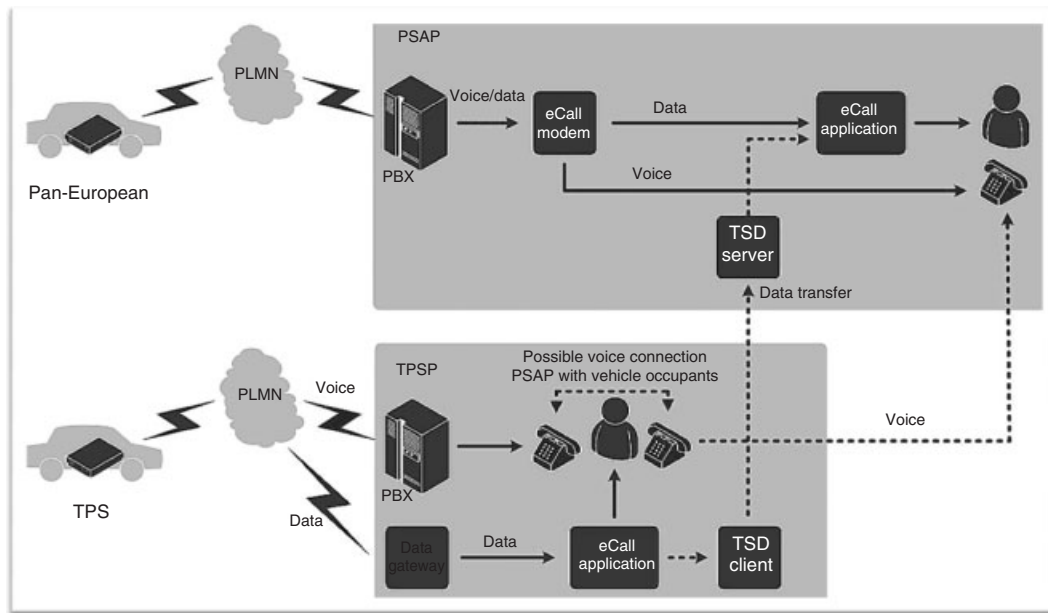 PSAP
PLMN
Voice/data
eCall
modem
Data
eCall
application
Voice
PBX
Pan-European
TSD
server
Data transfer
TPSP
Possible voice connection
PSAP with vehicle occupants
PLMN
Voice
Voice
PBX
TPS
Data
Data
gateway
Data
eCall
application
TSD
client